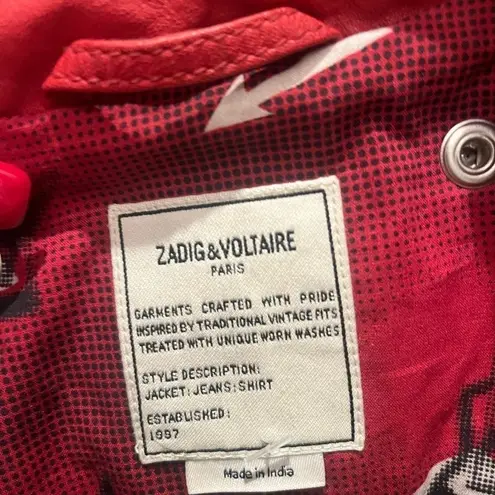 ZADIG&VOLTAIRE
PARIS
GARMENTS CRAFTED WITH PRIDE
INSPIRED BY TRADITIONAL VINTAGE FITS
TREATED WITH UNIQUE WORN WASHES
STYLE DESCRIPTION:
JACKET:JEANS:SHIRT
ESTABLISHED:
1997
Made in India